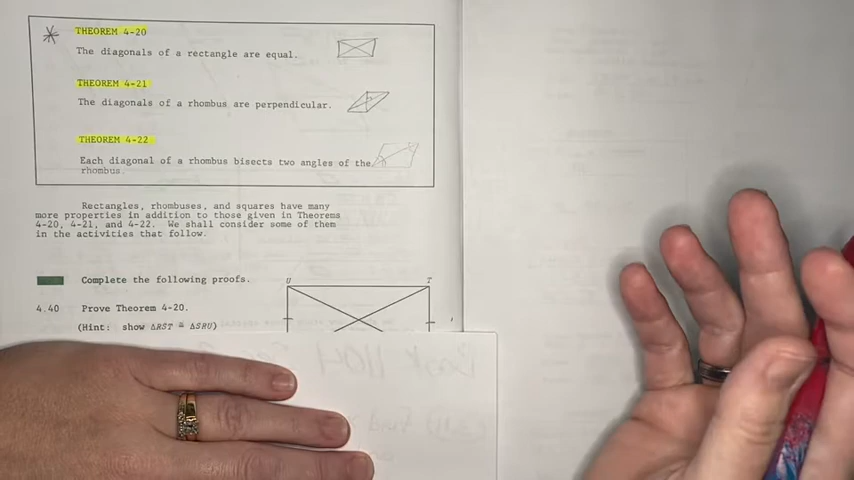 THEOREM 4-20
The diagonals of a rectangle are equal.
THEOREM 4-21
The diagonals of a rhombus are perpendicular.
THEOREM 4-22
Each diagonal of a rhombus bisects two angles of the
rhombus.
Rectangles, rhombuses, and squares have many
more properties in addition to those given in Theorems
4-20, 4-21, and 4-22. We shall consider some of them
in the activities that follow.
Complete the following proofs.
U T
4.40 Prove Theorem 4-20.
(Hint: show △RST ≅ △SRU)